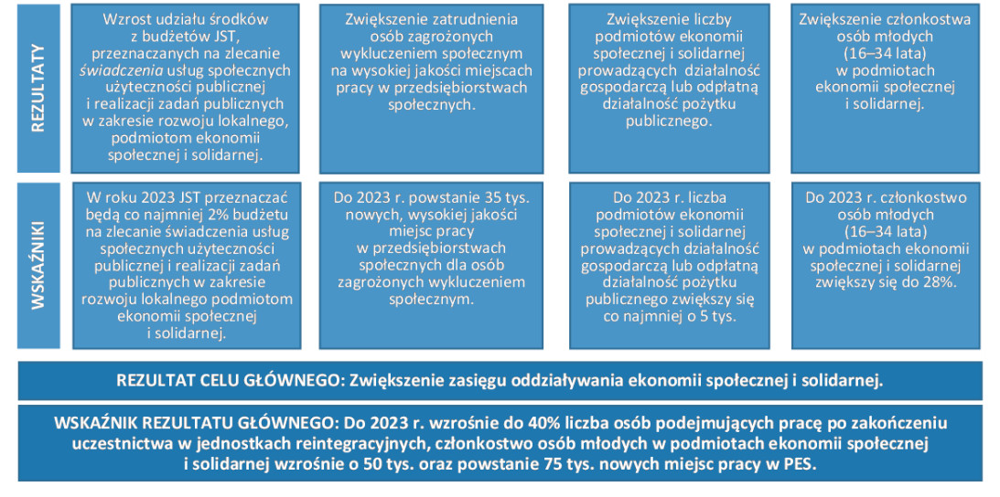 REZULTATY
Wzrost udziału środków
z budżetów JST,
przeznaczanych na zlecanie
świadczenia usług społecznych
użyteczności publicznej
i realizacji zadań publicznych
w zakresie rozwoju lokalnego,
podmiotom ekonomii
społecznej i solidarnej.
Zwiększenie zatrudnienia
osób zagrożonych
wykluczeniem społecznym
na wysokiej jakości miejscach
pracy w przedsiębiorstwach
społecznych.
Zwiększenie liczby
podmiotów ekonomii
społecznej i solidarnej
prowadzących działalność
gospodarczą lub odpłatną
działalność pożytku
publicznego.
Zwiększenie członkostwa
osób młodych
(16–34 lata)
w podmiotach
ekonomii społecznej
i solidarnej.
WSKAŹNIKI
W roku 2023 JST przeznaczać
będą co najmniej 2% budżetu
na zlecanie świadczenia usług
społecznych użyteczności
publicznej i realizacji zadań
publicznych w zakresie
rozwoju lokalnego podmiotom
ekonomii społecznej
i solidarnej.
Do 2023 r. powstanie 35 tys.
nowych, wysokiej jakości
miejsc pracy
w przedsiębiorstwach
społecznych dla osób
zagrożonych wykluczeniem
społecznym.
Do 2023 r. liczba
podmiotów ekonomii
społecznej i solidarnej
prowadzących działalność
gospodarczą lub odpłatną
działalność pożytku
publicznego zwiększy się
co najmniej o 5 tys.
Do 2023 r. członkostwo
osób młodych
(16–34 lata)
w podmiotach ekonomii
społecznej i solidarnej
zwiększy się do 28%.
REZULTAT CELU GŁÓWNEGO: Zwiększenie zasięgu oddziaływania ekonomii społecznej i solidarnej.
WSKAŹNIK REZULTATU GŁÓWNEGO: Do 2023 r. wzrośnie do 40% liczba osób podejmujących pracę po zakończeniu
uczestnictwa w jednostkach reintegracyjnych, członkostwo osób młodych w podmiotach ekonomii społecznej
i solidarnej wzrośnie o 50 tys. oraz powstanie 75 tys. nowych miejsc pracy w PES.